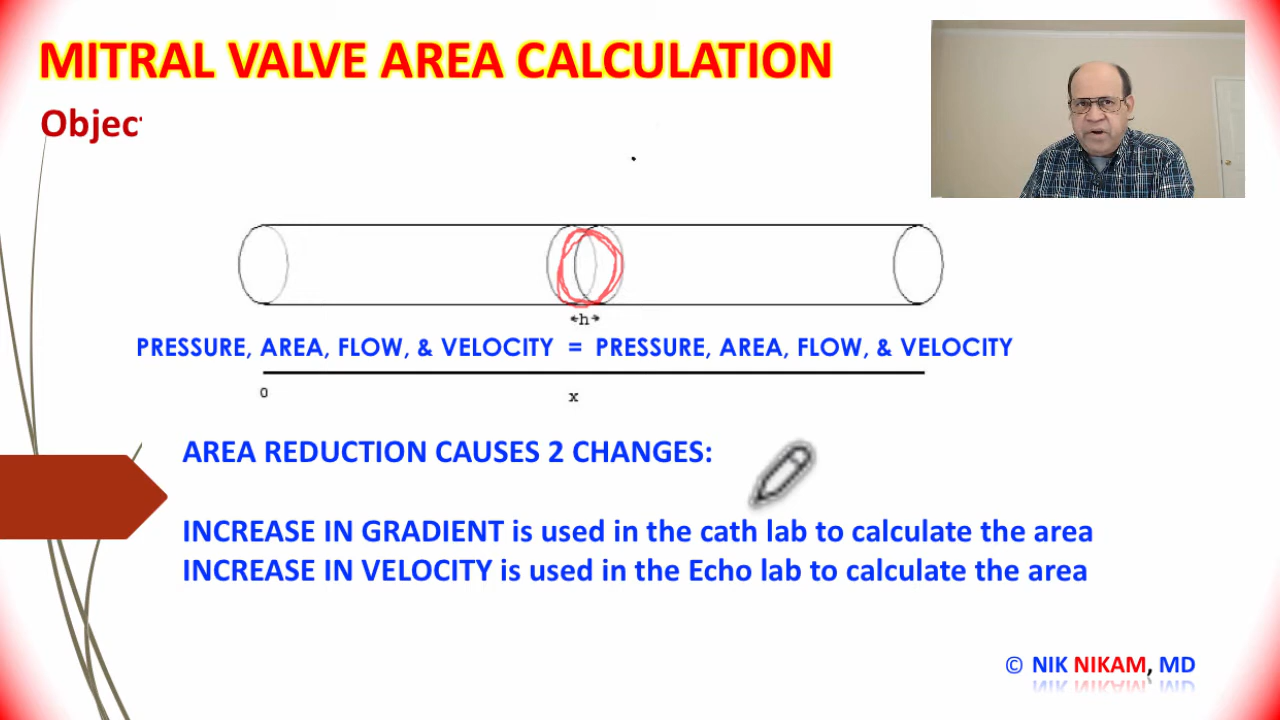 MITRAL VALVE AREA CALCULATION
Objec
h
PRESSURE, AREA, FLOW, & VELOCITY = PRESSURE, AREA, FLOW, & VELOCITY
0 x
AREA REDUCTION CAUSES 2 CHANGES:
INCREASE IN GRADIENT is used in the cath lab to calculate the area
INCREASE IN VELOCITY is used in the Echo lab to calculate the area
© NIK NIKAM, MD